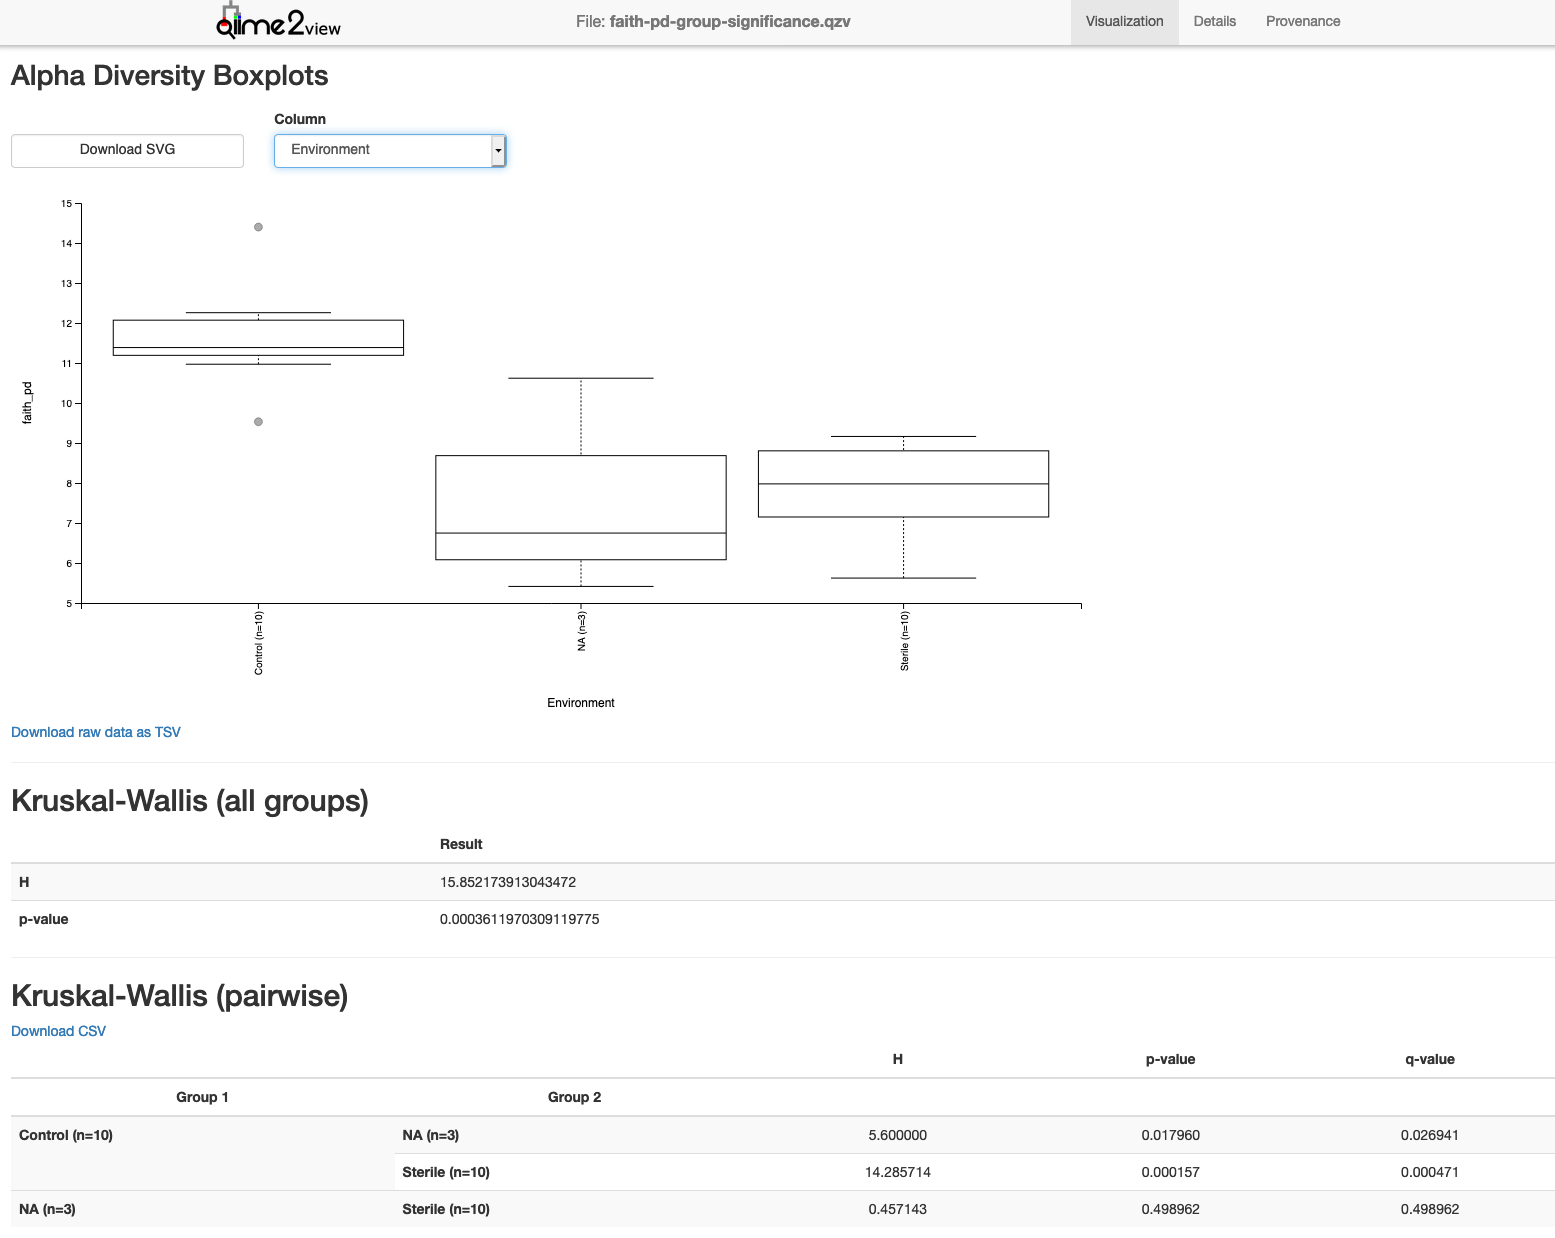 qiime2view
File: faith-pd-group-significance.qzv
Visualization Details Provenance
Alpha Diversity Boxplots
Column
Download SVG
Environment
15
14
13
12
11
10
9
8
7
6
5
faith_pd
Control (n=10)
NA (n=3)
Sterile (n=10)
Environment
Download raw data as TSV
Kruskal-Wallis (all groups)
Result
H 15.852173913043472
p-value 0.0003611970309119775
Kruskal-Wallis (pairwise)
Download CSV
H p-value q-value
Group 1 Group 2
Control (n=10) NA (n=3) 5.600000 0.017960 0.026941
Sterile (n=10) 14.285714 0.000157 0.000471
NA (n=3) Sterile (n=10) 0.457143 0.498962 0.498962